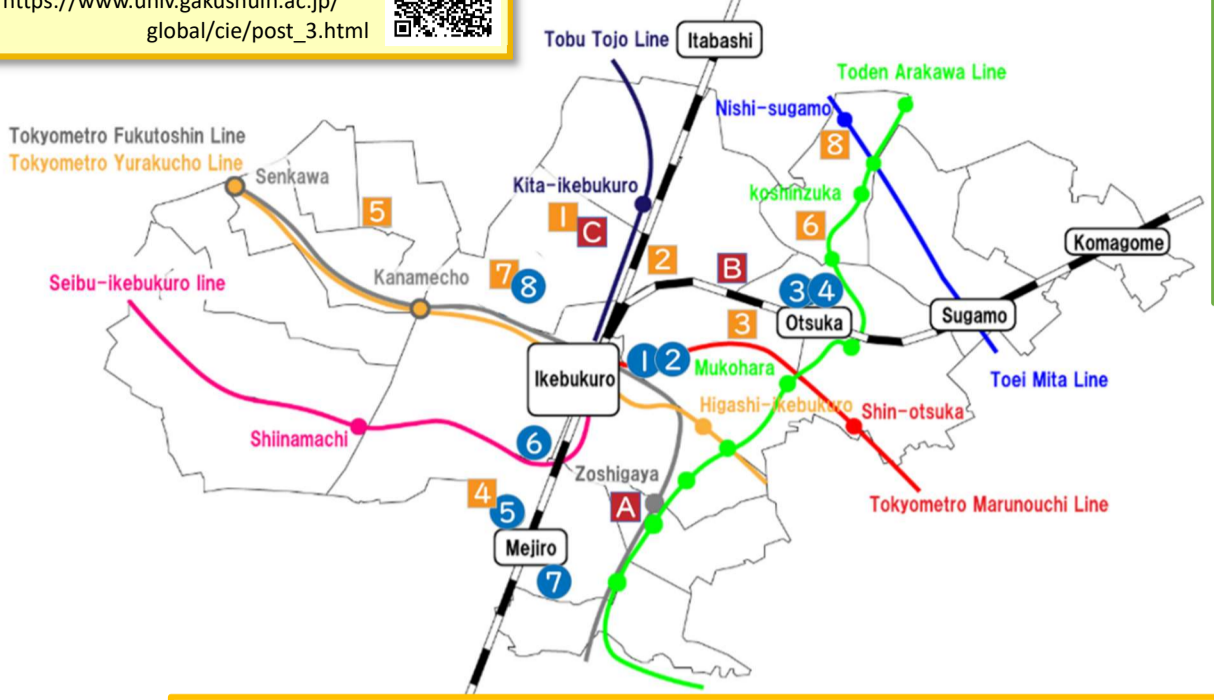 https://www.univ.gakushuin.ac.jp/
global/cie/post_3.html
Tobu Tojo Line
Itabashi
Toden Arakawa Line
Nishi-sugamo
8
Tokyometro Fukutoshin Line
Tokyometro Yurakucho Line
Senkawa
Kita-ikebukuro
koshinzuka
5
1
C
6
Komagome
2
B
Seibu-ikebukuro line
Kanamecho
7
8
3
4
Otsuka
Sugamo
3
Ikebukuro
1
2
Mukohara
Toei Mita Line
Higashi-ikebukuro
Shin-otsuka
Shiinamachi
6
Zoshigaya
4
5
A
Tokyometro Marunouchi Line
Mejiro
7